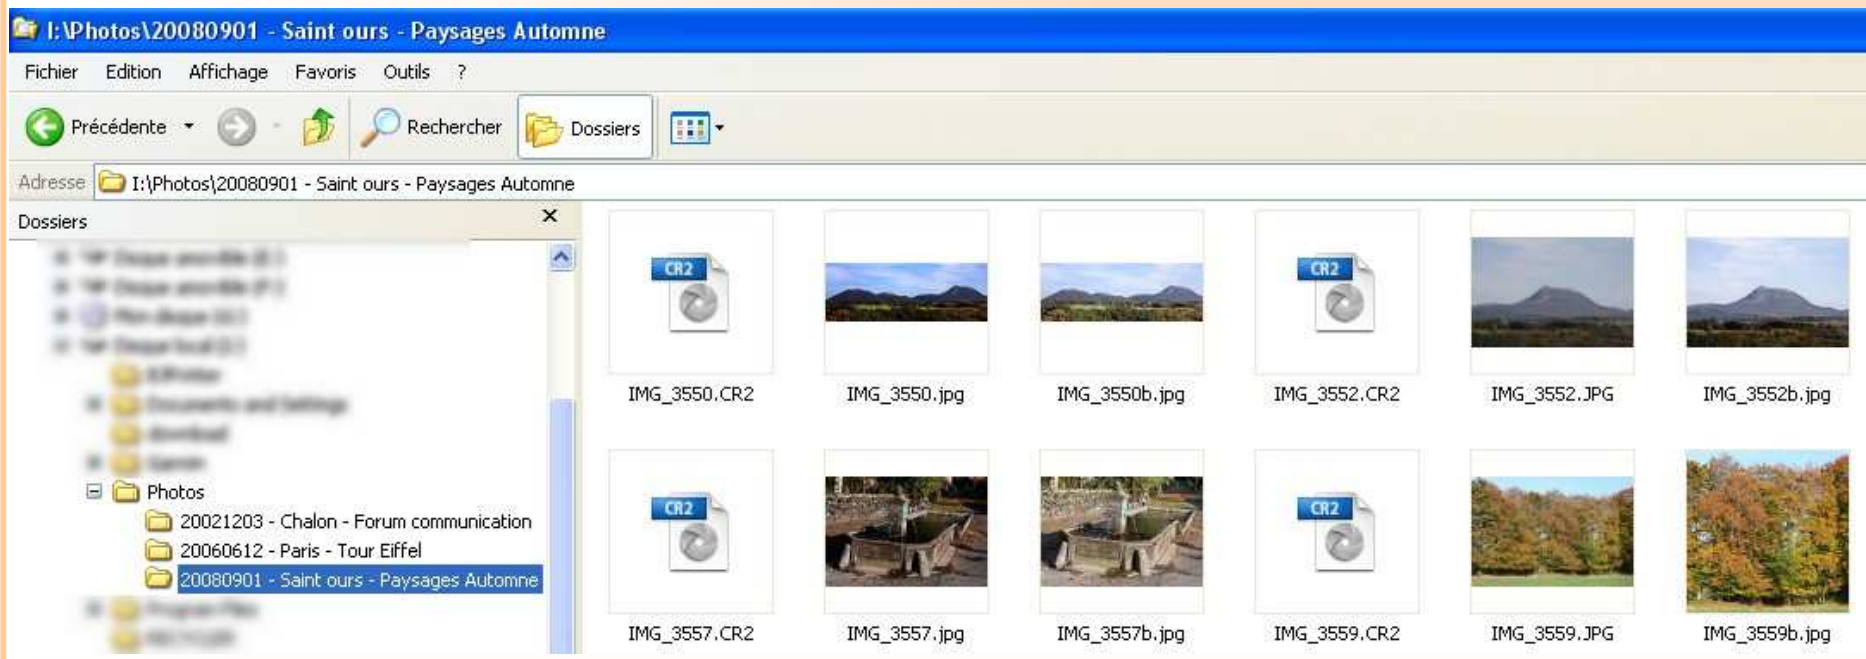 I:\Photos\20080901 - Saint ours - Paysages Automne
Fichier Edition Affichage Favoris Outils ?
Précédente Rechercher Dossiers
Adresse I:\Photos\20080901 - Saint ours - Paysages Automne
Dossiers
Photos
20021203 - Chalon - Forum communication
20060612 - Paris - Tour Eiffel
20080901 - Saint ours - Paysages Automne
CR2 CR2
IMG_3550.CR2 IMG_3550.jpg IMG_3550b.jpg IMG_3552.CR2 IMG_3552.JPG IMG_3552b.jpg
CR2 CR2
IMG_3557.CR2 IMG_3557.jpg IMG_3557b.jpg IMG_3559.CR2 IMG_3559.JPG IMG_3559b.jpg